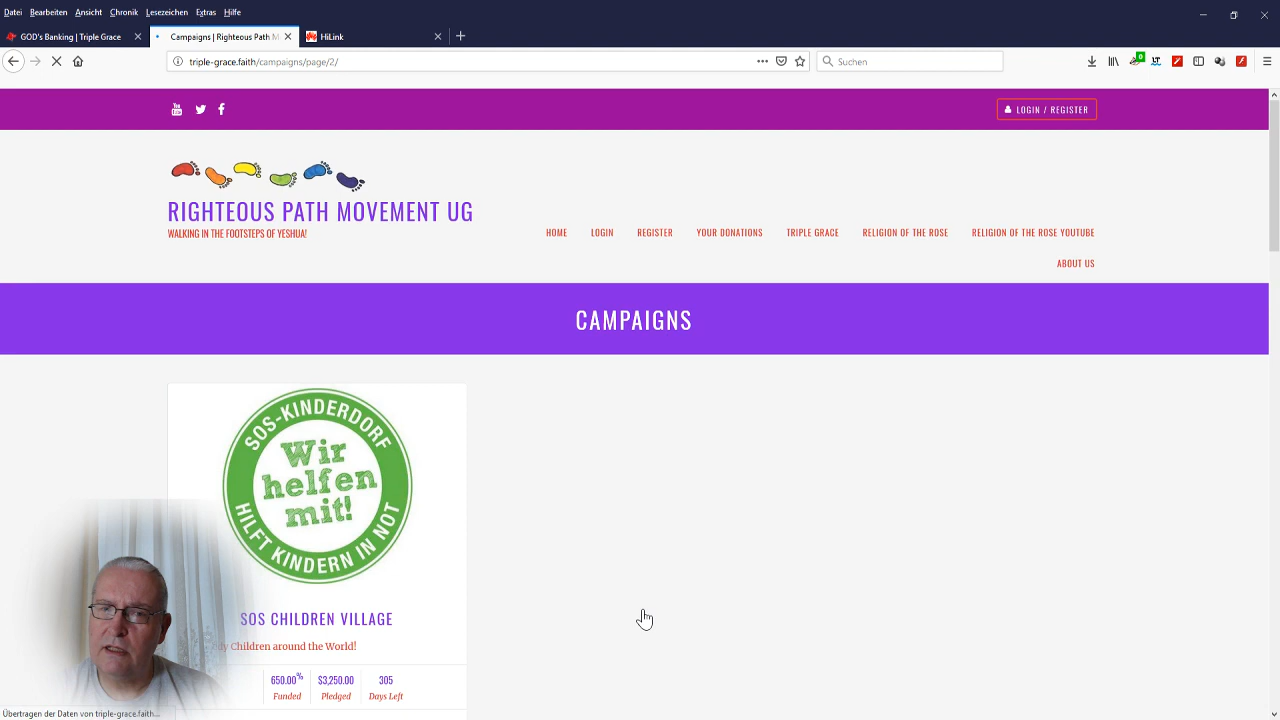 Datei Bearbeiten Ansicht Chronik Lesezeichen Extras Hilfe
GOD's Banking | Triple Grace
Campaigns | Righteous Path M
HiLink
triple-grace.faith/campaigns/page/2/
Suchen
0
You Tube
LOGIN / REGISTER
RIGHTEOUS PATH MOVEMENT UG
WALKING IN THE FOOTSTEPS OF YESHUA!
HOME LOGIN REGISTER YOUR DONATIONS TRIPLE GRACE RELIGION OF THE ROSE RELIGION OF THE ROSE YOUTUBE
ABOUT US
CAMPAIGNS
SOS-KINDERDORF
Wir
helfen
mit!
HILFT KINDERN IN NOT
SOS CHILDREN VILLAGE
Children around the World!
650.00% $3,250.00 305
Funded Pledged Days Left
Übertragen der Daten von triple-grace.faith...